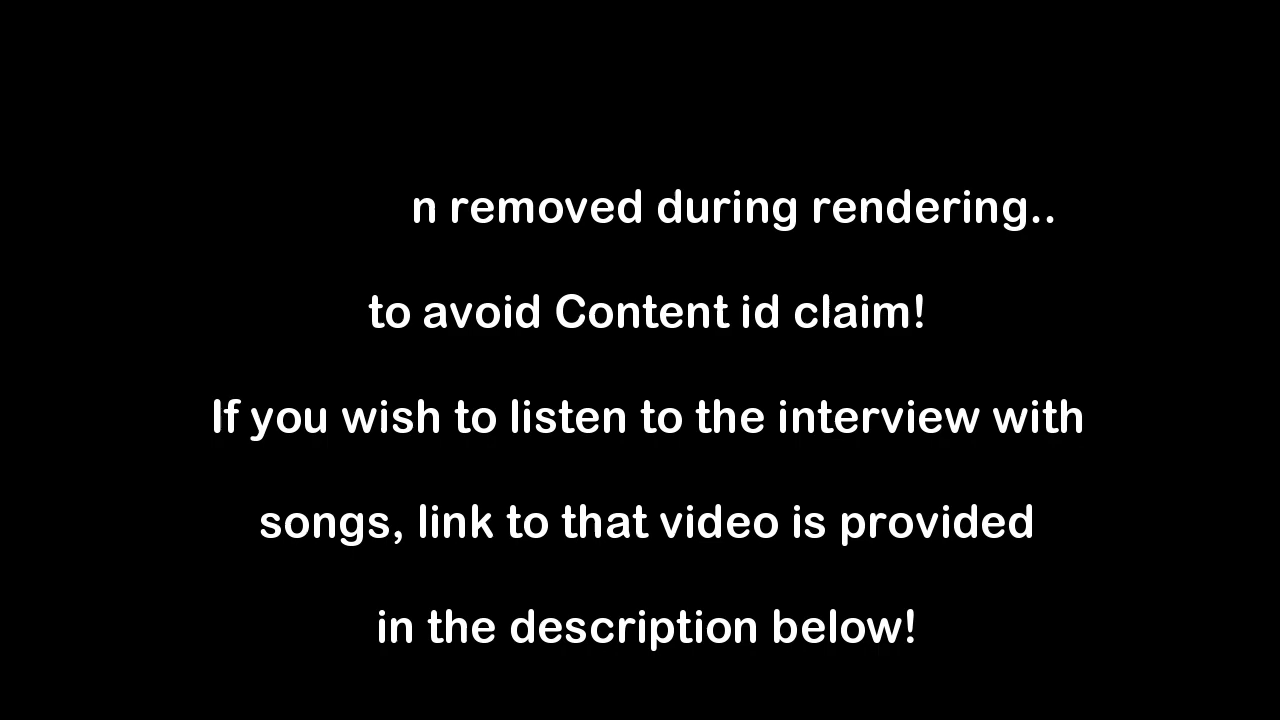 n removed during rendering..
to avoid Content id claim!
If you wish to listen to the interview with
songs, link to that video is provided
in the description below!